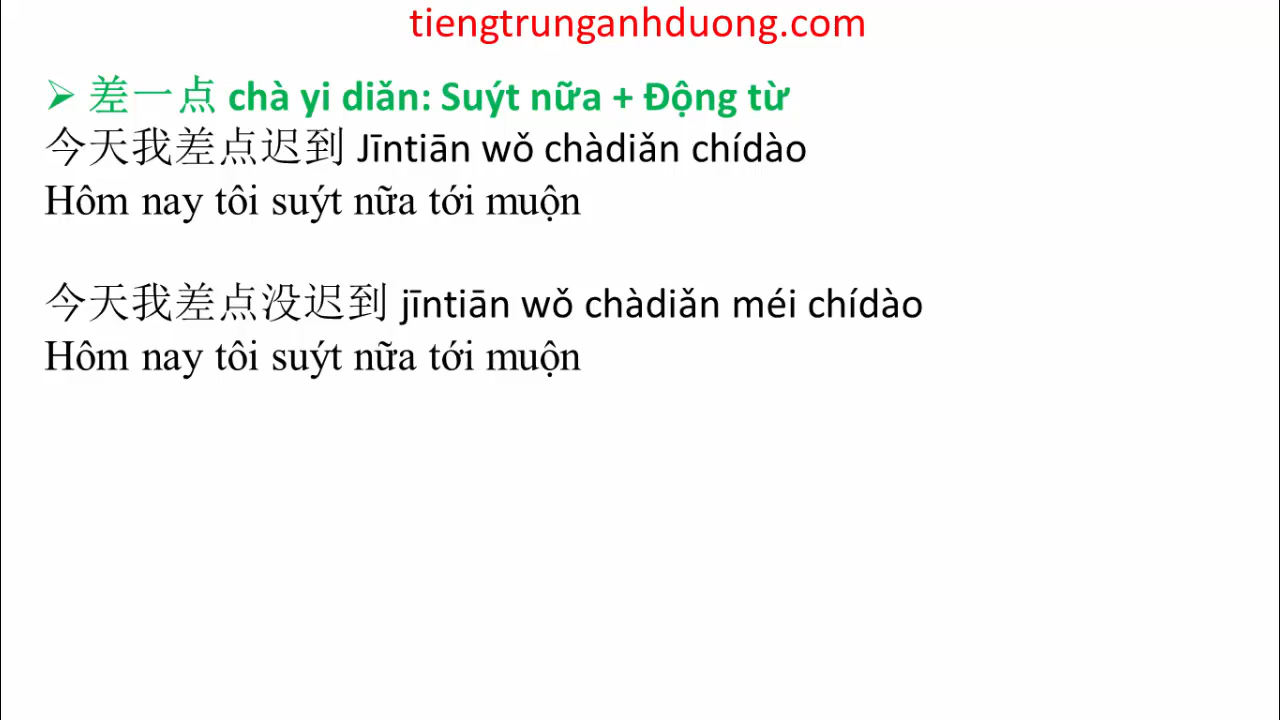 tiengtrunganhduong.com
➢ 差一点 chà yi diǎn: Suýt nữa + Động từ
今天我差点迟到 Jīntiān wǒ chàdiǎn chídào
Hôm nay tôi suýt nữa tới muộn
今天我差点没迟到 jīntiān wǒ chàdiǎn méi chídào
Hôm nay tôi suýt nữa tới muộn